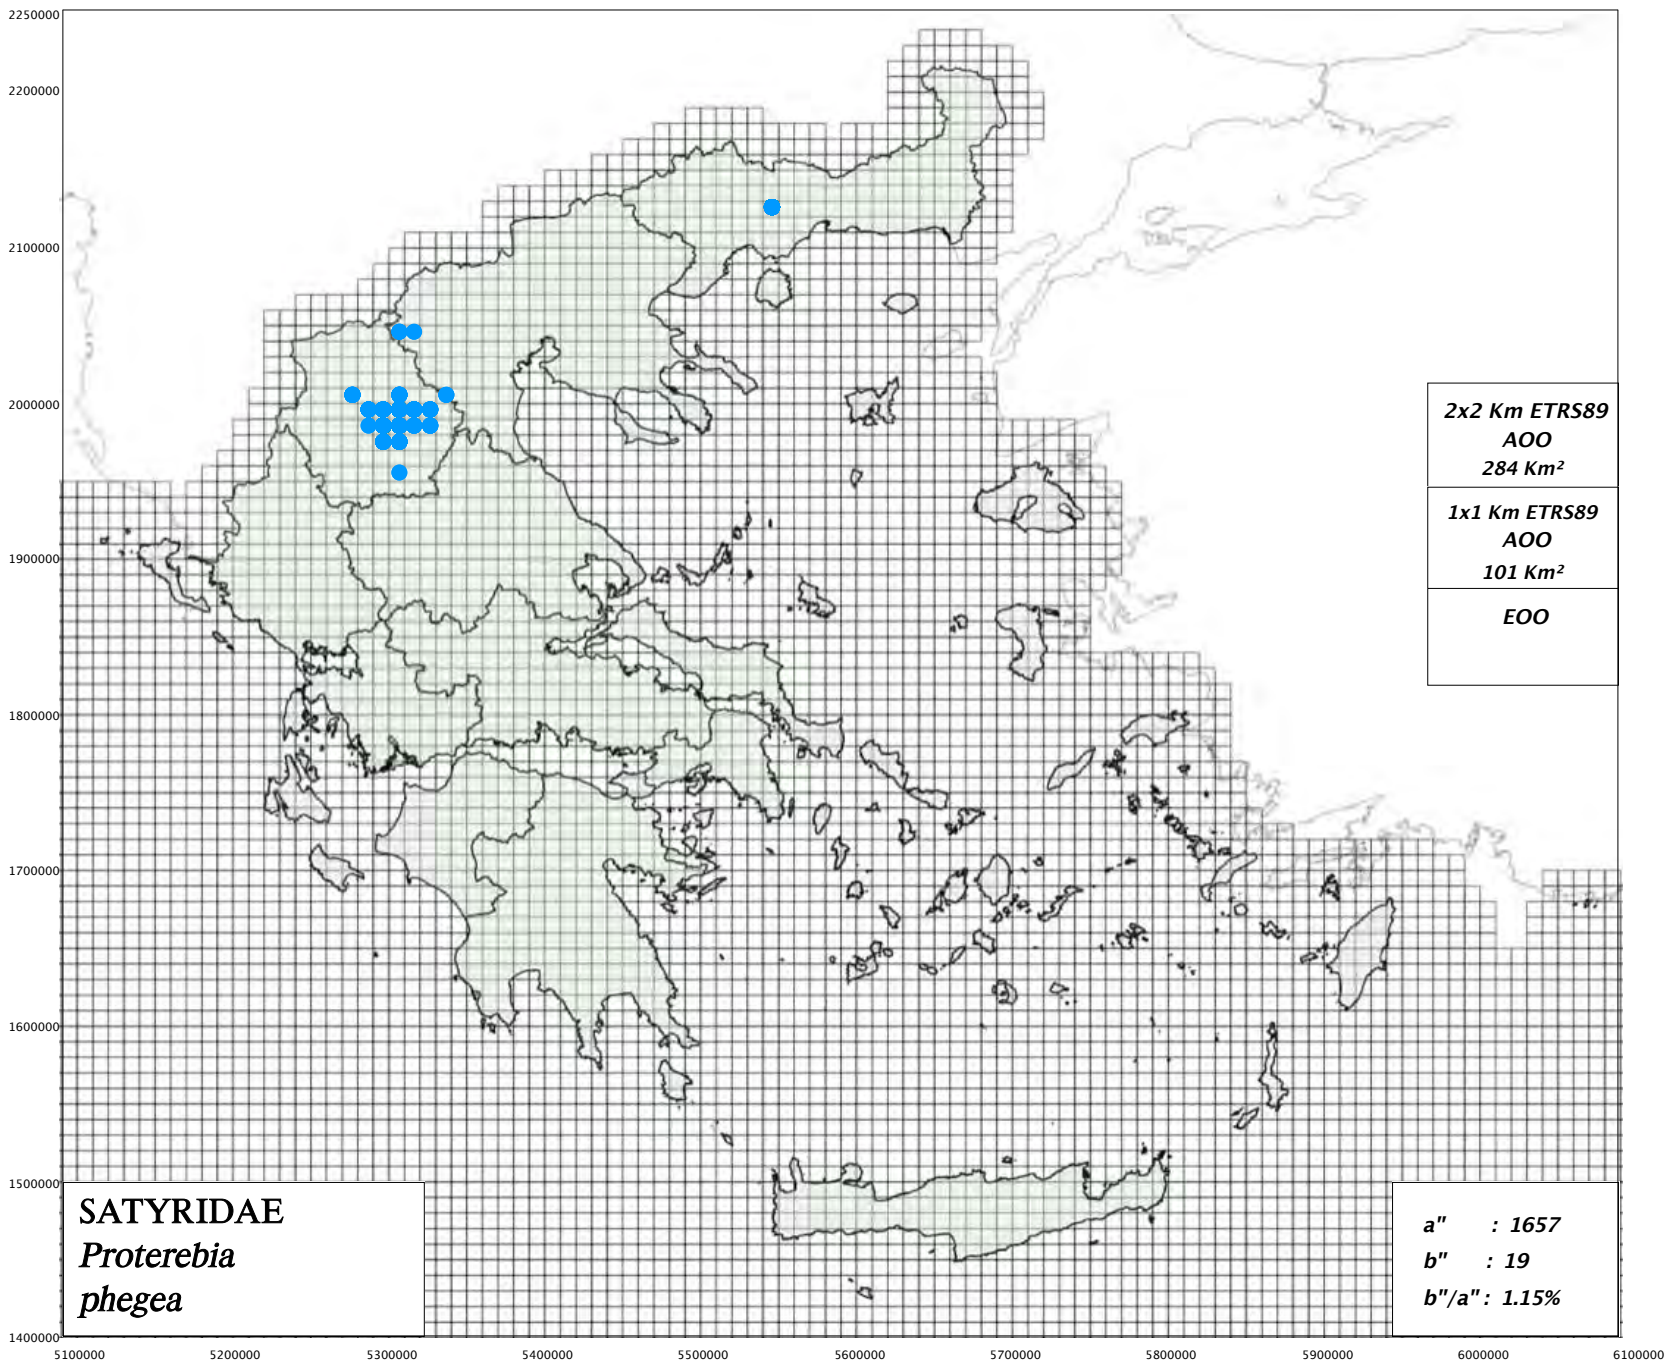 2250000
2200000
2100000
2000000
1900000
1800000
1700000
1600000
1500000
1400000
2x2 Km ETRS89
AOO
284 Km²
1x1 Km ETRS89
AOO
101 Km²
EOO
SATYRIDAE
Proterebia
phegea
a" : 1657
b" : 19
b"/a" : 1.15%
5100000 5200000 5300000 5400000 5500000 5600000 5700000 5800000 5900000 6000000 6100000